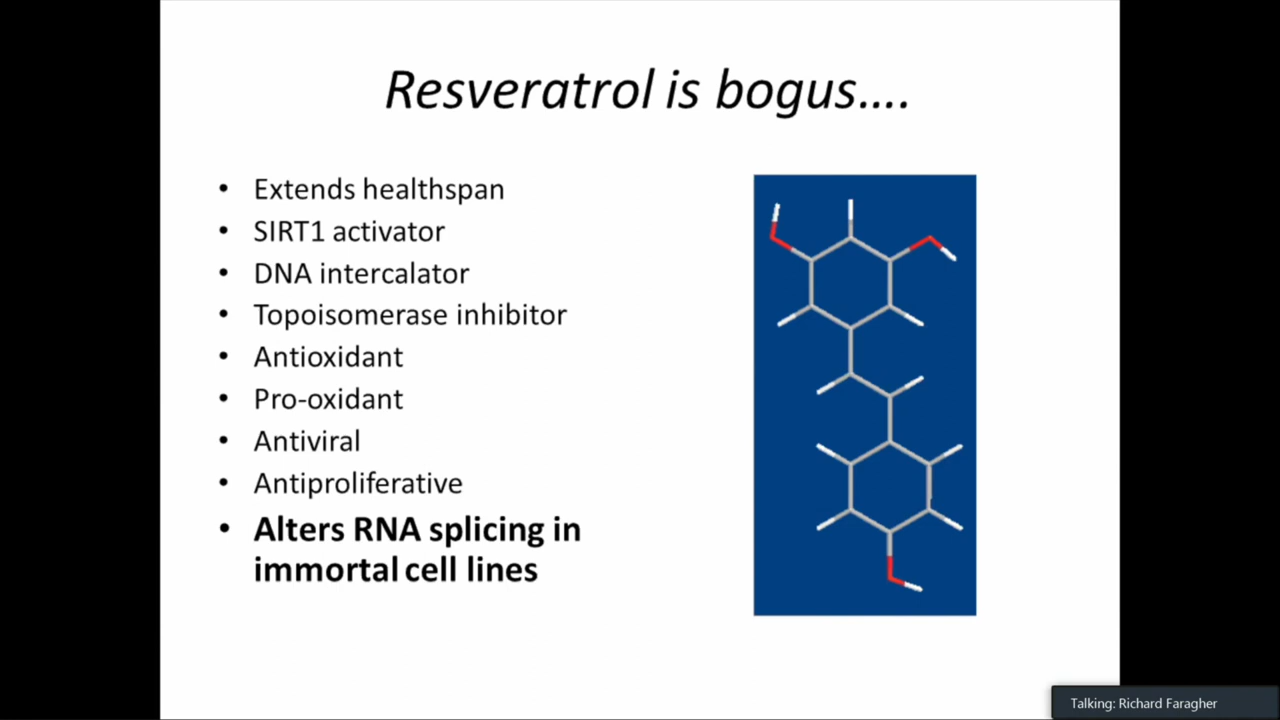 Resveratrol is bogus....
• Extends healthspan
• SIRT1 activator
• DNA intercalator
• Topoisomerase inhibitor
• Antioxidant
• Pro-oxidant
• Antiviral
• Antiproliferative
• Alters RNA splicing in
immortal cell lines
Talking: Richard Faragher